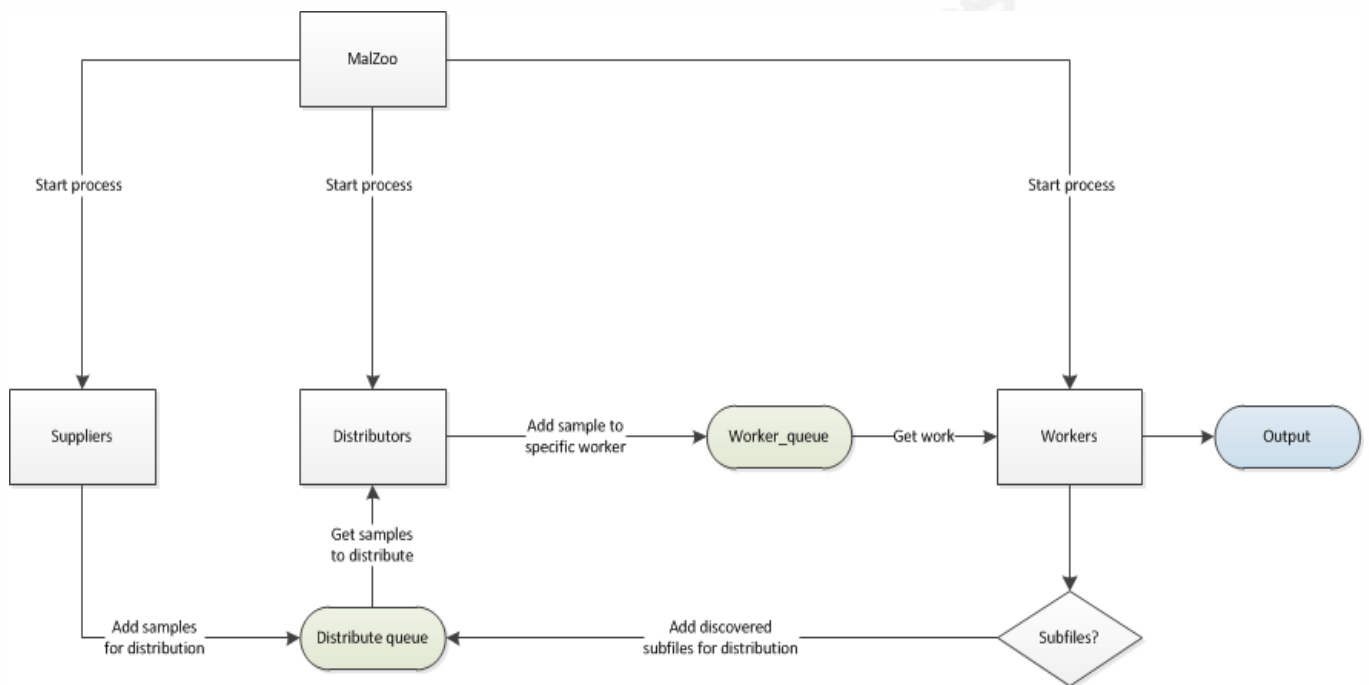 MalZoo
Start process
Start process
Start process
Suppliers
Distributors
Add sample to
specific worker
Worker_queue
Get work
Workers
Output
Get samples
to distribute
Add samples
for distribution
Distribute queue
Add discovered
subfiles for distribution
Subfiles?